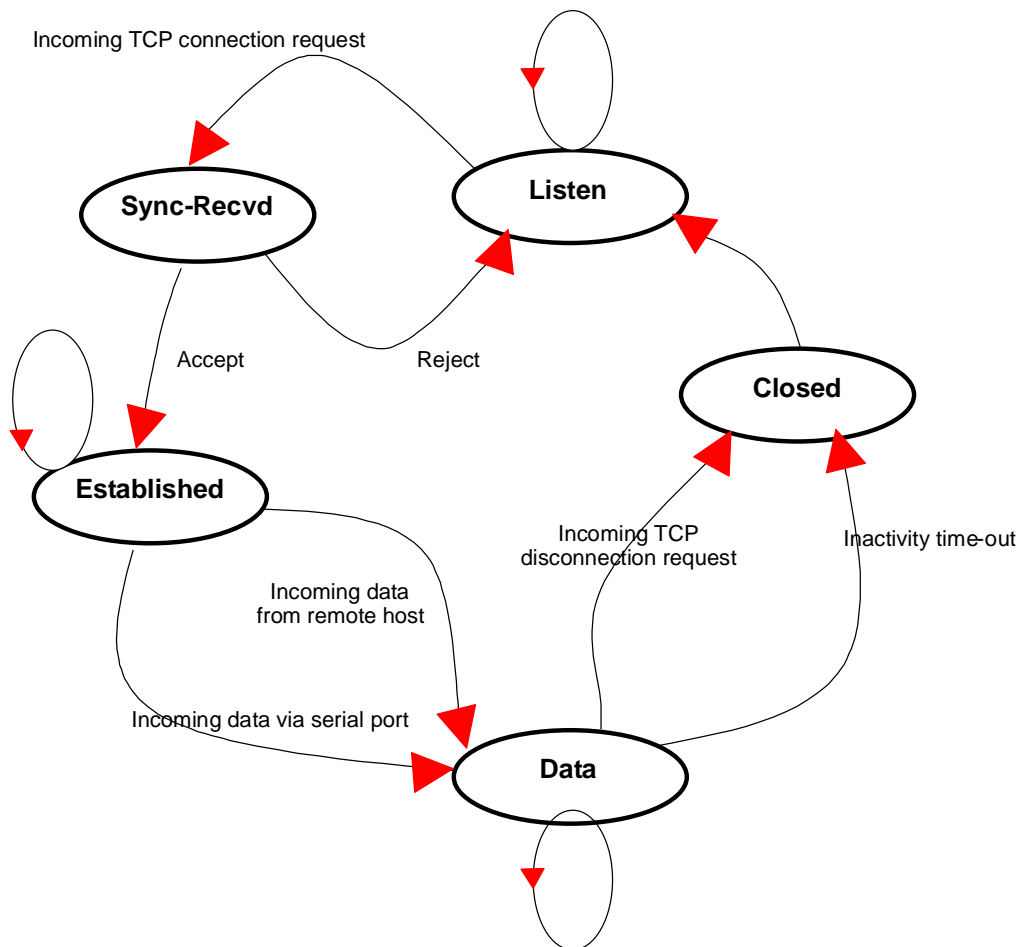 Incoming TCP connection request
Listen
Sync-Recvd
Accept
Reject
Closed
Established
Incoming TCP
disconnection request
Inactivity time-out
Incoming data
from remote host
Incoming data via serial port
Data